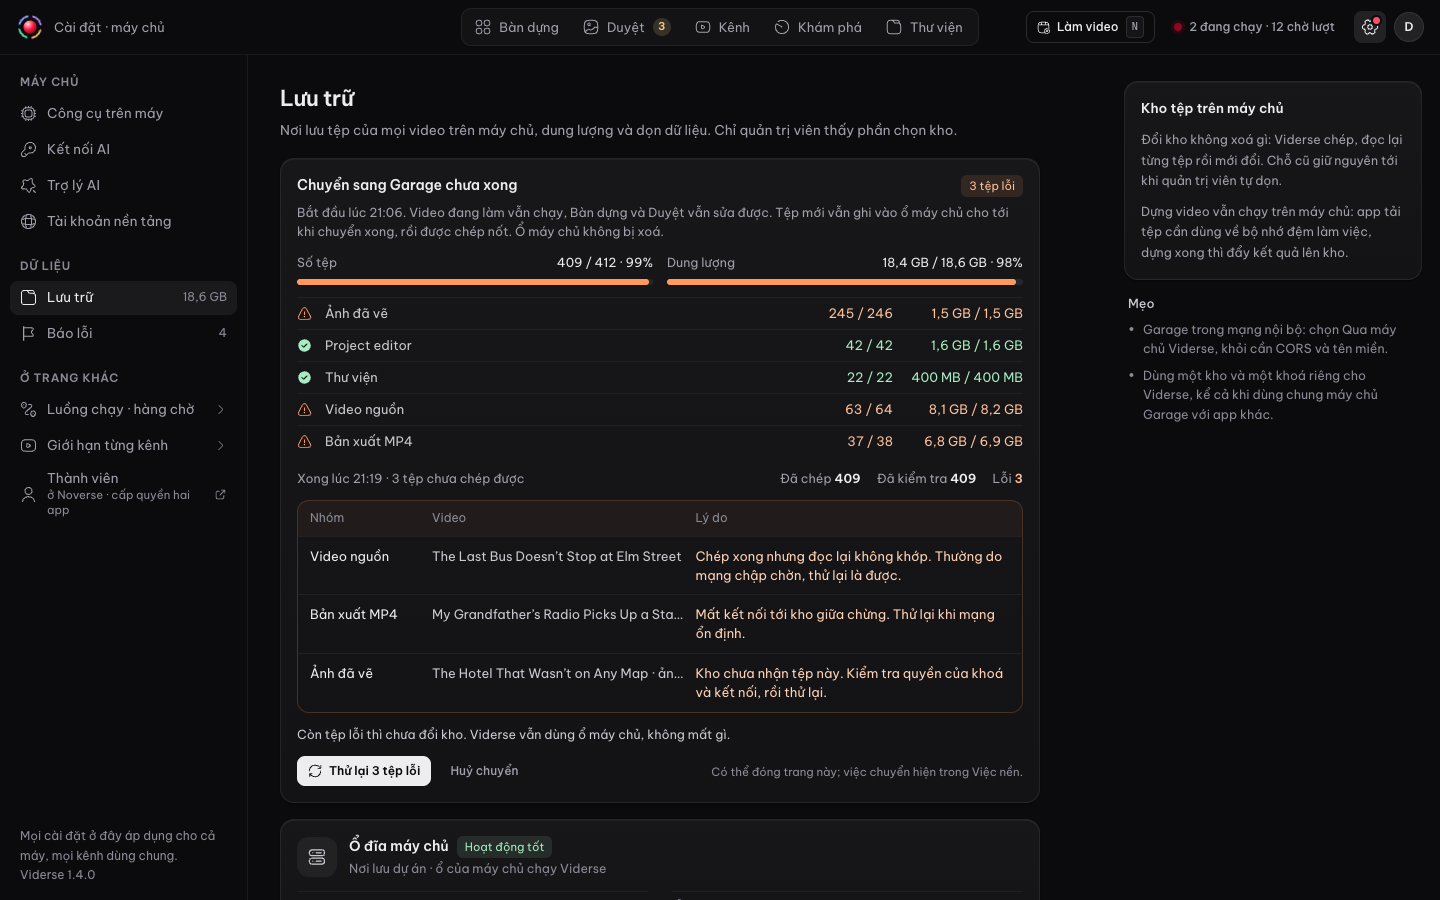 Cài đặt · máy chủ
Bàn dựng
Duyệt 3
Kênh
Khám phá
Thư viện
Làm video N
2 đang chạy · 12 chờ lượt
D
MÁY CHỦ
Công cụ trên máy
Kết nối AI
Trợ lý AI
Tài khoản nền tảng
DỮ LIỆU
Lưu trữ 18,6 GB
Báo lỗi 4
Ở TRANG KHÁC
Luồng chạy · hàng chờ
Giới hạn từng kênh
Thành viên
ở Noverse · cấp quyền hai
app
Mọi cài đặt ở đây áp dụng cho cả
máy, mọi kênh dùng chung.
Viderse 1.4.0
Lưu trữ
Nơi lưu tệp của mọi video trên máy chủ, dung lượng và dọn dữ liệu. Chỉ quản trị viên thấy phần chọn kho.
Chuyển sang Garage chưa xong 3 tệp lỗi
Bắt đầu lúc 21:06. Video đang làm vẫn chạy, Bàn dựng và Duyệt vẫn sửa được. Tệp mới vẫn ghi vào ổ máy chủ cho tới
khi chuyển xong, rồi được chép nốt. Ổ máy chủ không bị xoá.
Số tệp 409 / 412 · 99% Dung lượng 18,4 GB / 18,6 GB · 98%
Ảnh đã vẽ 245 / 246 1,5 GB / 1,5 GB
Project editor 42 / 42 1,6 GB / 1,6 GB
Thư viện 22 / 22 400 MB / 400 MB
Video nguồn 63 / 64 8,1 GB / 8,2 GB
Bản xuất MP4 37 / 38 6,8 GB / 6,9 GB
Xong lúc 21:19 · 3 tệp chưa chép được Đã chép 409 Đã kiểm tra 409 Lỗi 3
Nhóm Video Lý do
Video nguồn The Last Bus Doesn't Stop at Elm Street Chép xong nhưng đọc lại không khớp. Thường do
mạng chập chờn, thử lại là được.
Bản xuất MP4 My Grandfather's Radio Picks Up a Sta... Mất kết nối tới kho giữa chừng. Thử lại khi mạng
ổn định.
Ảnh đã vẽ The Hotel That Wasn't on Any Map · ản... Kho chưa nhận tệp này. Kiểm tra quyền của khoá
và kết nối, rồi thử lại.
Còn tệp lỗi thì chưa đổi kho. Viderse vẫn dùng ổ máy chủ, không mất gì.
Thử lại 3 tệp lỗi Huỷ chuyển Có thể đóng trang này; việc chuyển hiện trong Việc nền.
Ổ đĩa máy chủ Hoạt động tốt
Nơi lưu dự án · ổ của máy chủ chạy Viderse
Kho tệp trên máy chủ
Đổi kho không xoá gì: Viderse chép, đọc lại
từng tệp rồi mới đổi. Chỗ cũ giữ nguyên tới
khi quản trị viên tự dọn.
Dựng video vẫn chạy trên máy chủ: app tải
tệp cần dùng về bộ nhớ đệm làm việc,
dựng xong thì đẩy kết quả lên kho.
Mẹo
• Garage trong mạng nội bộ: chọn Qua máy
chủ Viderse, khỏi cần CORS và tên miền.
• Dùng một kho và một khoá riêng cho
Viderse, kể cả khi dùng chung máy chủ
Garage với app khác.